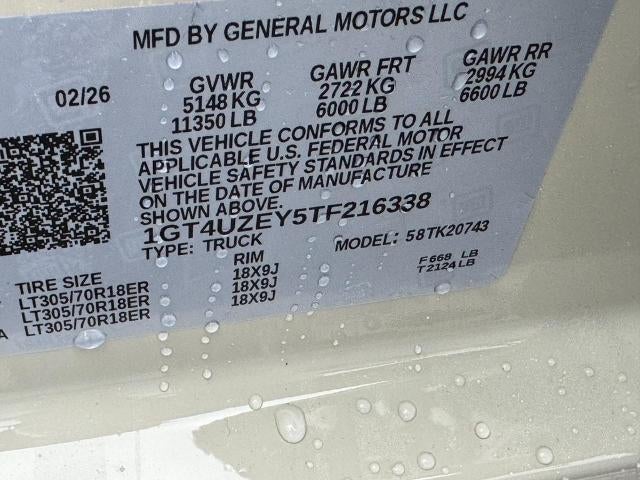 MFD BY GENERAL MOTORS LLC
02/26
GVWR
5148 KG
11350 LB
GAWR FRT
2722 KG
6000 LB
GAWR RR
2994 KG
6600 LB
THIS VEHICLE CONFORMS TO ALL
APPLICABLE U.S. FEDERAL MOTOR
VEHICLE SAFETY STANDARDS IN EFFECT
ON THE DATE OF MANUFACTURE
SHOWN ABOVE.
1GT4UZEY5TF216338
TYPE: TRUCK
MODEL: 58TK20743
TIRE SIZE
LT305/70R18ER
LT305/70R18ER
LT305/70R18ER
RIM
18X9J
18X9J
18X9J
F 668 LB
T 2124 LB